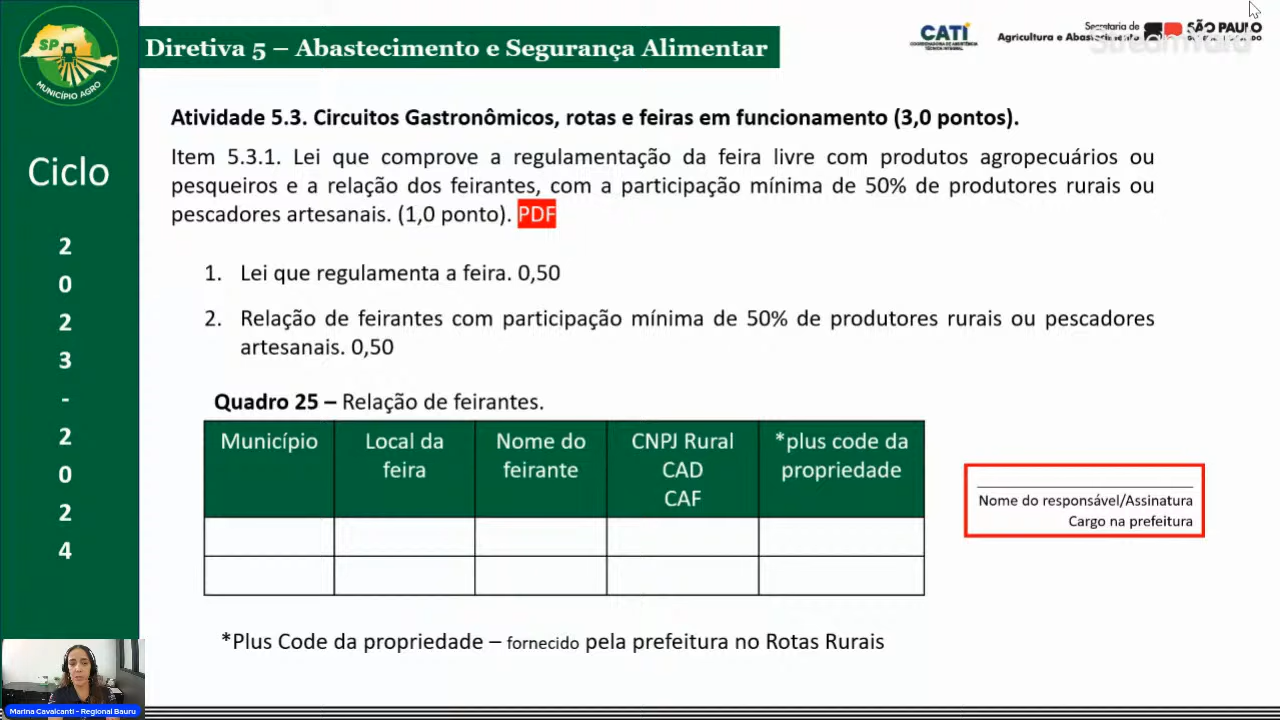 SP
MUNICÍPIO AGRO
Diretiva 5 – Abastecimento e Segurança Alimentar
CATI
COORDENADORIA DE ASSISTÊNCIA
TÉCNICA INTEGRAL
Secretaria de
Agricultura e Abastecimento
SÃO PAULO
Ciclo
2
0
2
3
-
2
0
2
4
Atividade 5.3. Circuitos Gastronômicos, rotas e feiras em funcionamento (3,0 pontos).
Item 5.3.1. Lei que comprove a regulamentação da feira livre com produtos agropecuários ou
pesqueiros e a relação dos feirantes, com a participação mínima de 50% de produtores rurais ou
pescadores artesanais. (1,0 ponto). PDF
1. Lei que regulamenta a feira. 0,50
2. Relação de feirantes com participação mínima de 50% de produtores rurais ou pescadores
artesanais. 0,50
Quadro 25 – Relação de feirantes.
Município
Local da
feira
Nome do
feirante
CNPJ Rural
CAD
CAF
*plus code da
propriedade
Nome do responsável/Assinatura
Cargo na prefeitura
*Plus Code da propriedade – fornecido pela prefeitura no Rotas Rurais
Marina Cavalcanti - Regional Bauru